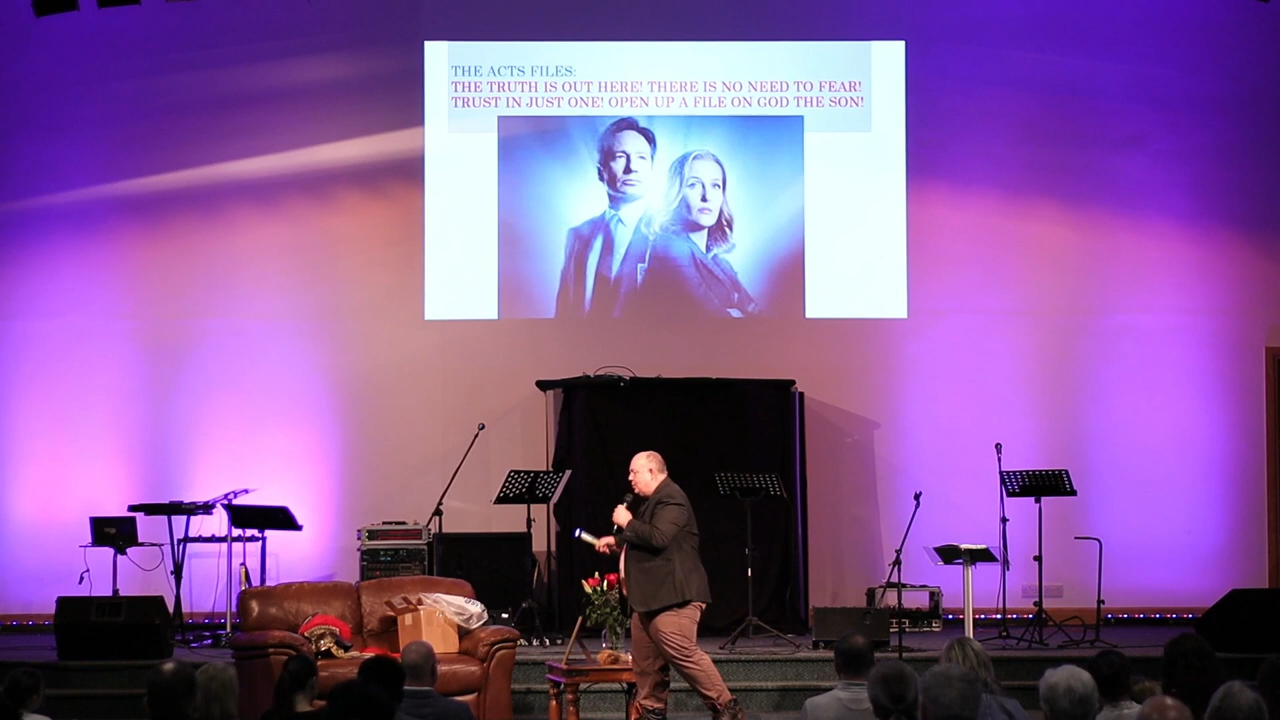 THE ACTS FILES:
THE TRUTH IS OUT HERE! THERE IS NO NEED TO FEAR!
TRUST IN JUST ONE! OPEN UP A FILE ON GOD THE SON!